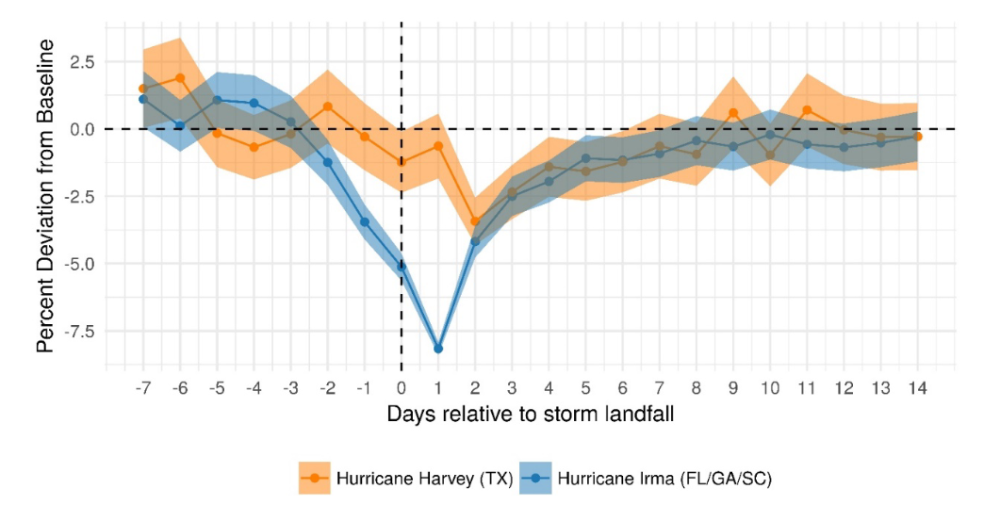 Percent Deviation from Baseline
2.5
0.0
-2.5
-5.0
-7.5
-7 -6 -5 -4 -3 -2 -1 0 1 2 3 4 5 6 7 8 9 10 11 12 13 14
Days relative to storm landfall
Hurricane Harvey (TX) Hurricane Irma (FL/GA/SC)